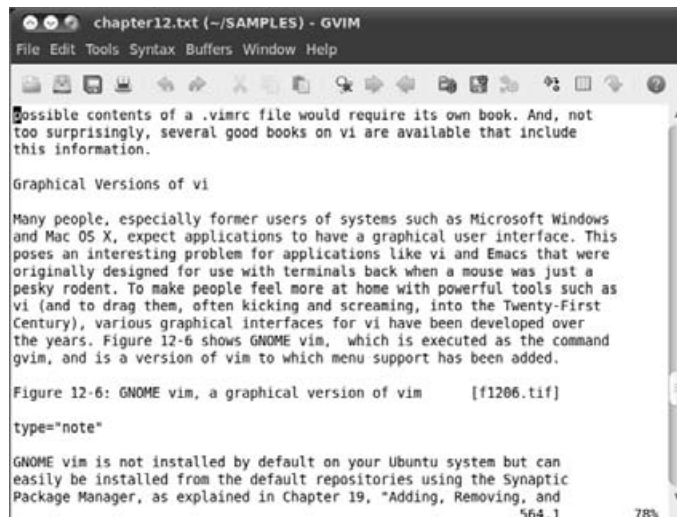 chapter12.txt (~/SAMPLES) - GVIM
File Edit Tools Syntax Buffers Window Help
possible contents of a .vimrc file would require its own book. And, not
too surprisingly, several good books on vi are available that include
this information.
Graphical Versions of vi
Many people, especially former users of systems such as Microsoft Windows
and Mac OS X, expect applications to have a graphical user interface. This
poses an interesting problem for applications like vi and Emacs that were
originally designed for use with terminals back when a mouse was just a
pesky rodent. To make people feel more at home with powerful tools such as
vi (and to drag them, often kicking and screaming, into the Twenty-First
Century), various graphical interfaces for vi have been developed over
the years. Figure 12-6 shows GNOME vim,  which is executed as the command
gvim, and is a version of vim to which menu support has been added.
Figure 12-6: GNOME vim, a graphical version of vim      [f1206.tif]
type="note"
GNOME vim is not installed by default on your Ubuntu system but can
easily be installed from the default repositories using the Synaptic
Package Manager, as explained in Chapter 19, "Adding, Removing, and
564,1 78%